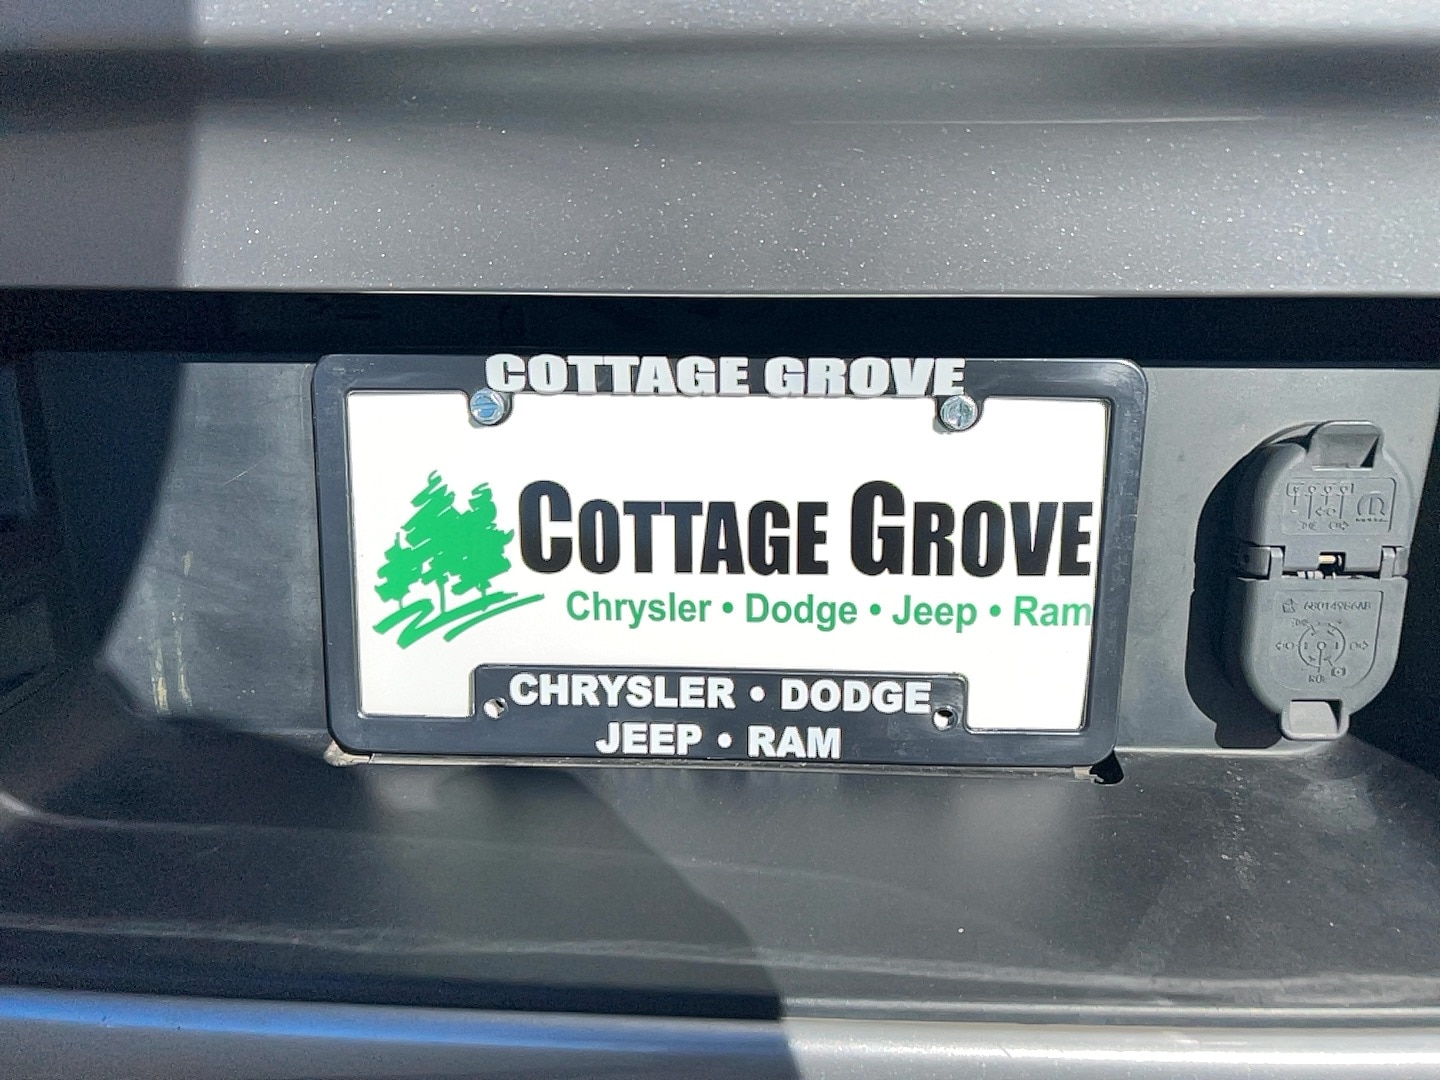 COTTAGE GROVE
COTTAGE GROVE
Chrysler • Dodge • Jeep • Ram
CHRYSLER • DODGE
JEEP • RAM